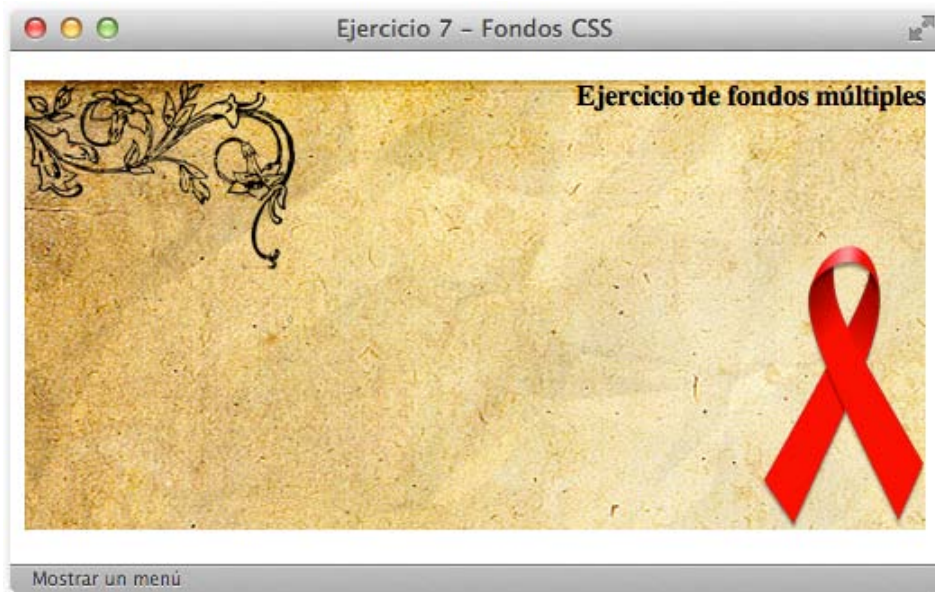 Ejercicio 7 – Fondos CSS
Ejercicio de fondos múltiples
Mostrar un menú